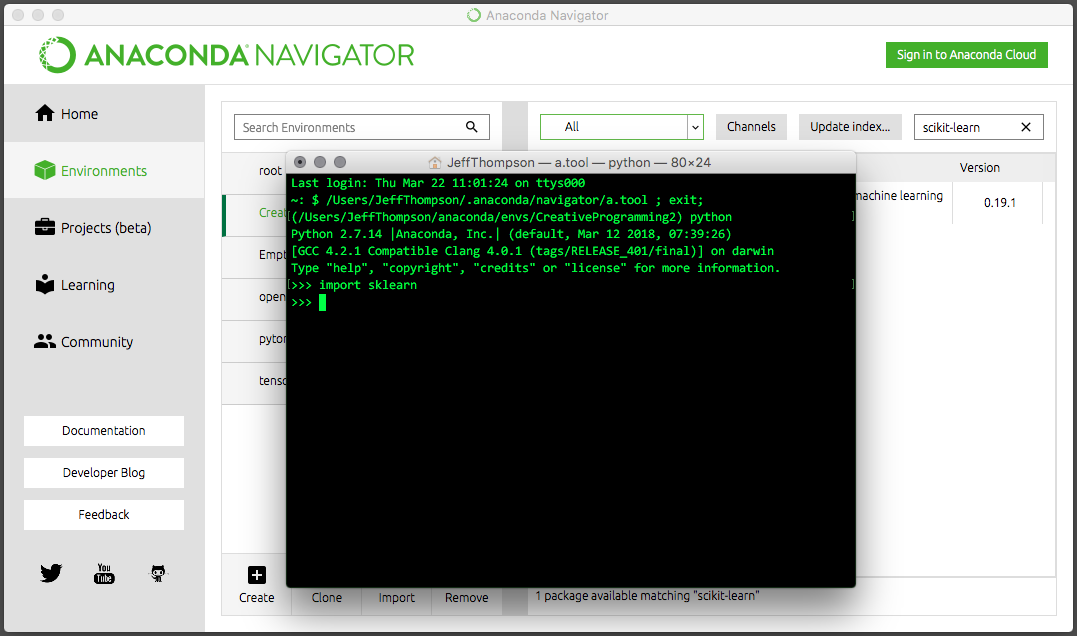 Anaconda Navigator
ANACONDA NAVIGATOR
Sign in to Anaconda Cloud
Home
Environments
Projects (beta)
Learning
Community
Documentation
Developer Blog
Feedback
You
Tube
Search Environments
All
Channels
Update index...
scikit-learn
root
Version
machine learning
0.19.1
JeffThompson — a.tool — python — 80×24
Last login: Thu Mar 22 11:01:24 on ttys000
~: $ /Users/JeffThompson/.anaconda/navigator/a.tool ; exit;
(/Users/JeffThompson/anaconda/envs/CreativeProgramming2) python
Python 2.7.14 |Anaconda, Inc.| (default, Mar 12 2018, 07:39:26)
[GCC 4.2.1 Compatible Clang 4.0.1 (tags/RELEASE_401/final)] on darwin
Type "help", "copyright", "credits" or "license" for more information.
>>> import sklearn
>>>
Create
Clone
Import
Remove
1 package available matching "scikit-learn"